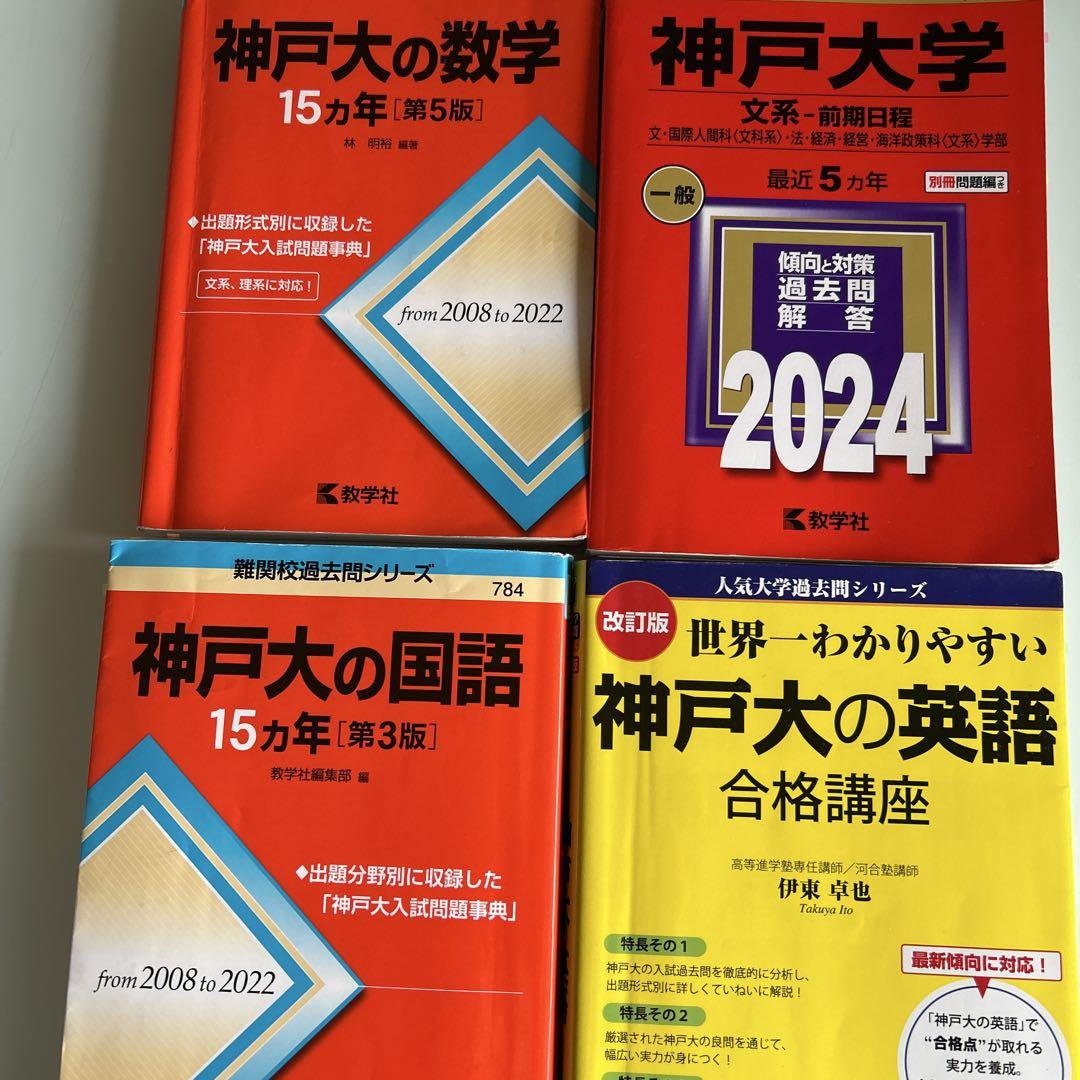 神戸大の数学
15カ年[第5版]
林 明裕 編著
◆出題形式別に収録した
「神戸大入試問題事典」
文系、理系に対応!
from 2008 to 2022
教学社
神戸大学
文系-前期日程
文・国際人間科〈文科系〉・法・経済・経営・海洋政策科〈文系〉学部
一般
最近5カ年
別冊問題編つき
傾向と対策
過去問
解答
2024
教学社
難関校過去問シリーズ
784
神戸大の国語
15カ年[第3版]
教学社編集部 編
◆出題分野別に収録した
「神戸大入試問題事典」
from 2008 to 2022
人気大学過去問シリーズ
改訂版
世界一わかりやすい
神戸大の英語
合格講座
高等進学塾専任講師/河合塾講師
伊東 卓也
Takuya Ito
特長その1
神戸大の入試過去問を徹底的に分析し、
出題形式別に詳しくていねいに解説!
特長その2
厳選された神戸大の良問を通じて、
幅広い実力が身につく!
最新傾向に対応!
「神戸大の英語」で
“合格点”が取れる
実力を養成。